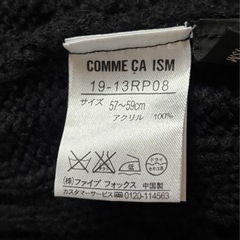 COMME ÇA ISM
19-13RP08
サイズ 57~59cm
アクリル 100%
㈱ファイブ フォックス 中国製
カスタマーサービス 0120-114563
ISM